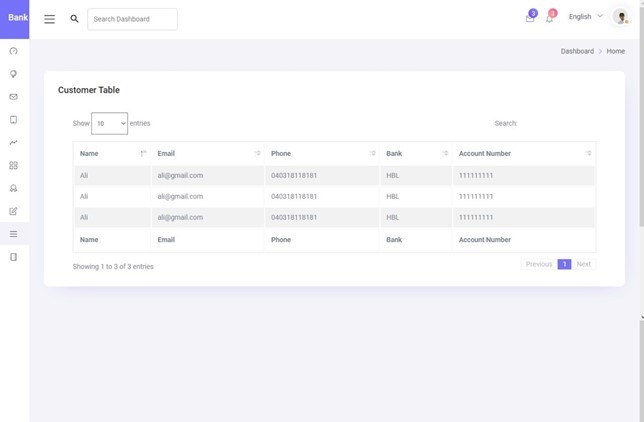 Bank
Search Dashboard
3
3
English
Dashboard > Home
Customer Table
Show 10 entries
Search:
Name Email Phone Bank Account Number
Ali ali@gmail.com 040318118181 HBL 111111111
Ali ali@gmail.com 040318118181 HBL 111111111
Ali ali@gmail.com 040318118181 HBL 111111111
Name Email Phone Bank Account Number
Showing 1 to 3 of 3 entries
Previous 1 Next